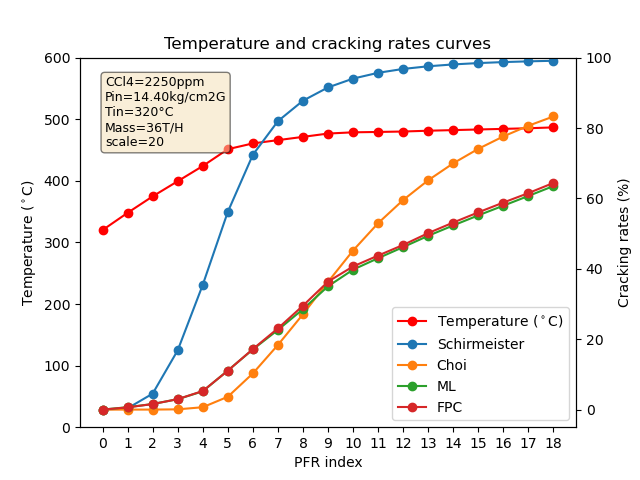 Temperature and cracking rates curves
CCl4=2250ppm
Pin=14.40kg/cm2G
Tin=320°C
Mass=36T/H
scale=20
Temperature (°C)
600
500
400
300
200
100
0
Cracking rates (%)
100
80
60
40
20
0
Temperature (°C)
Schirmeister
Choi
ML
FPC
0 1 2 3 4 5 6 7 8 9 10 11 12 13 14 15 16 17 18
PFR index